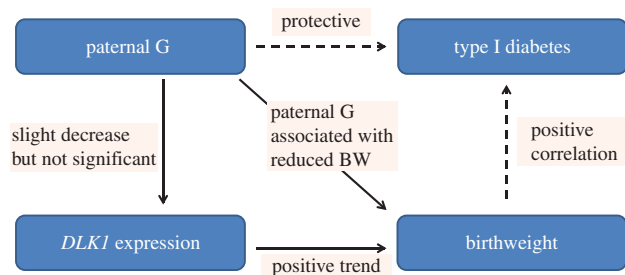 protective
paternal G
type I diabetes
slight decrease
but not significant
paternal G
associated with
reduced BW
positive
correlation
DLK1 expression
positive trend
birthweight